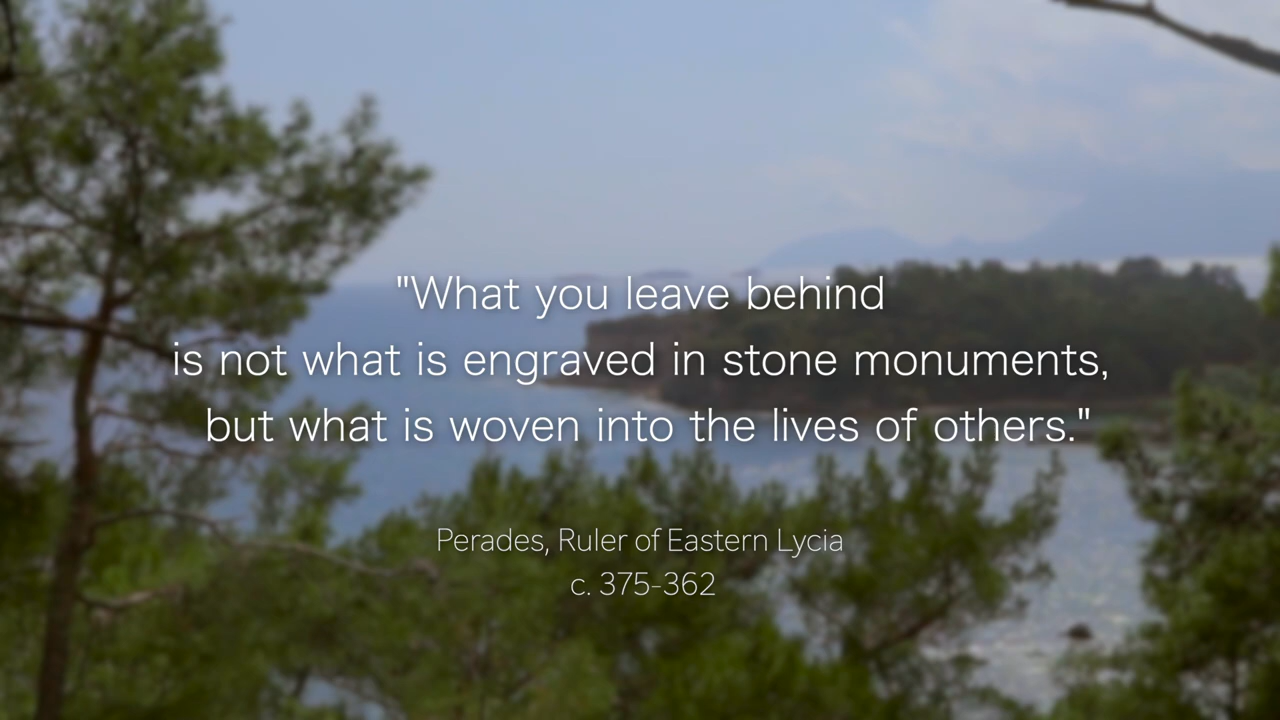 "What you leave behind
is not what is engraved in stone monuments,
but what is woven into the lives of others."
Perades, Ruler of Eastern Lycia
c. 375-362